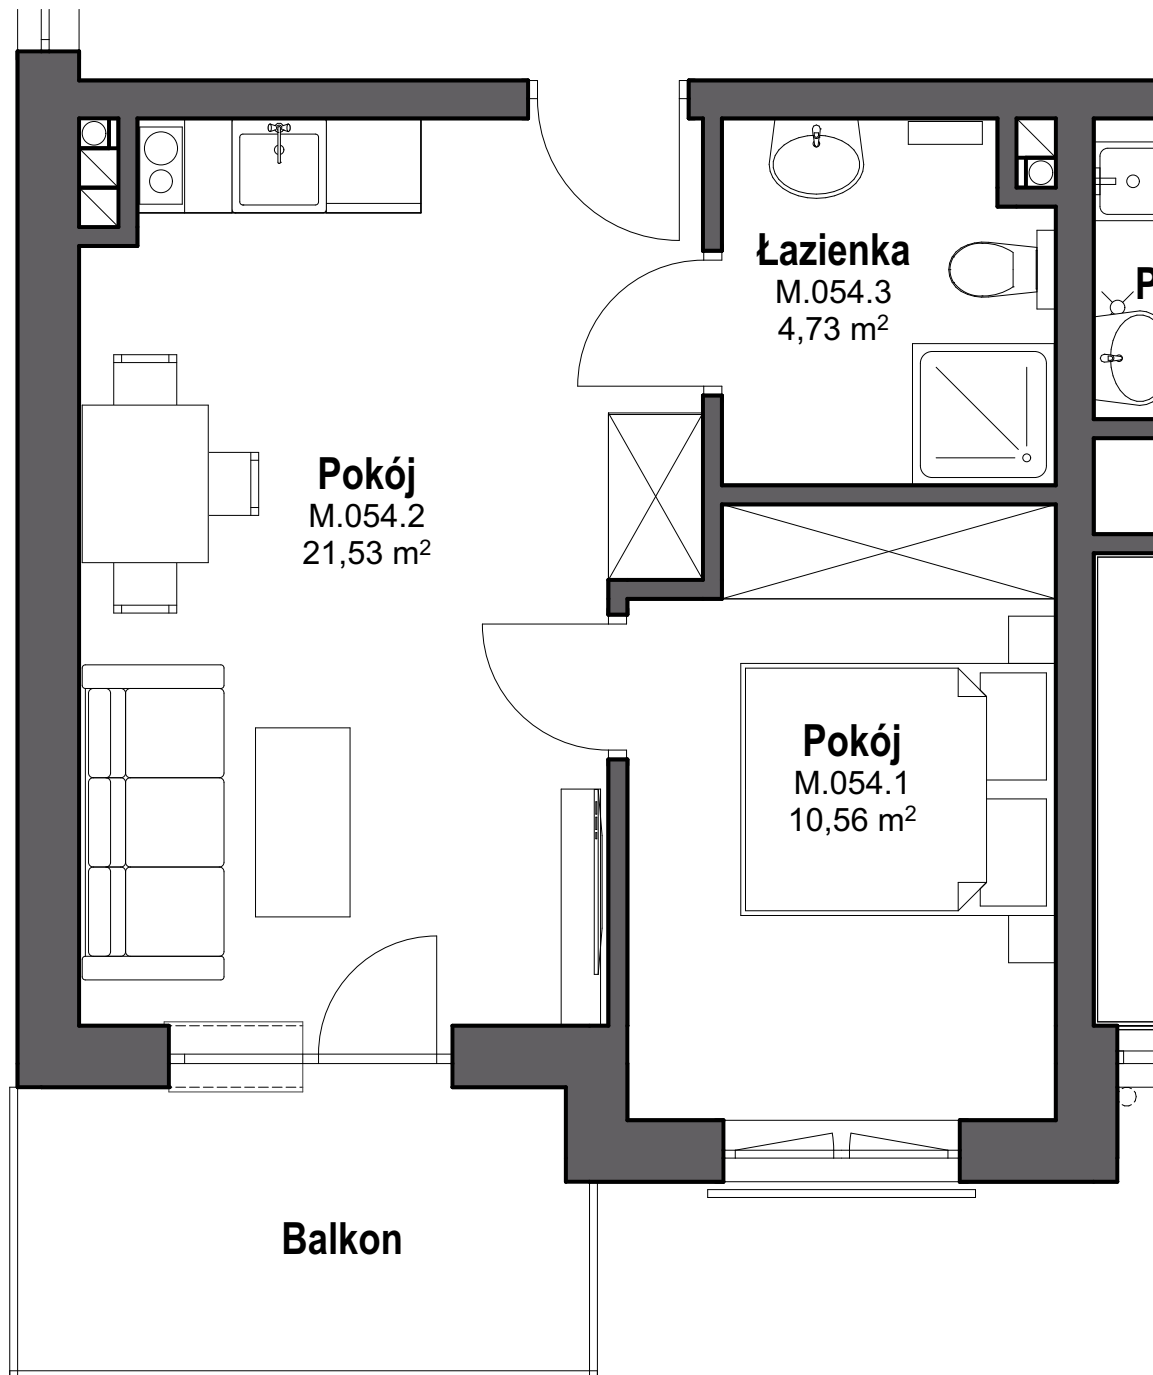 Łazienka
M.054.3
4,73 m²
P
Pokój
M.054.2
21,53 m²
Pokój
M.054.1
10,56 m²
Balkon